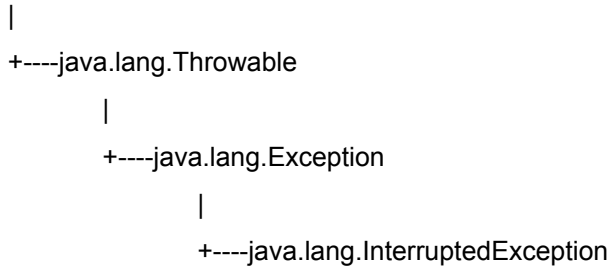 |
+----java.lang.Throwable
|
+----java.lang.Exception
|
+----java.lang.InterruptedException